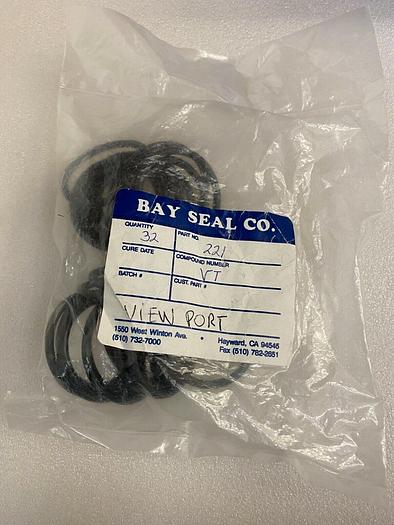 BAY SEAL CO.
QUANTITY 32
PART NO. 221
CURE DATE
COMPOUND NUMBER VT
BATCH #
CUST. PART #
VIEW PORT
1550 West Winton Ave. • Hayward, CA 94545
(510) 732-7000 Fax (510) 782-2651